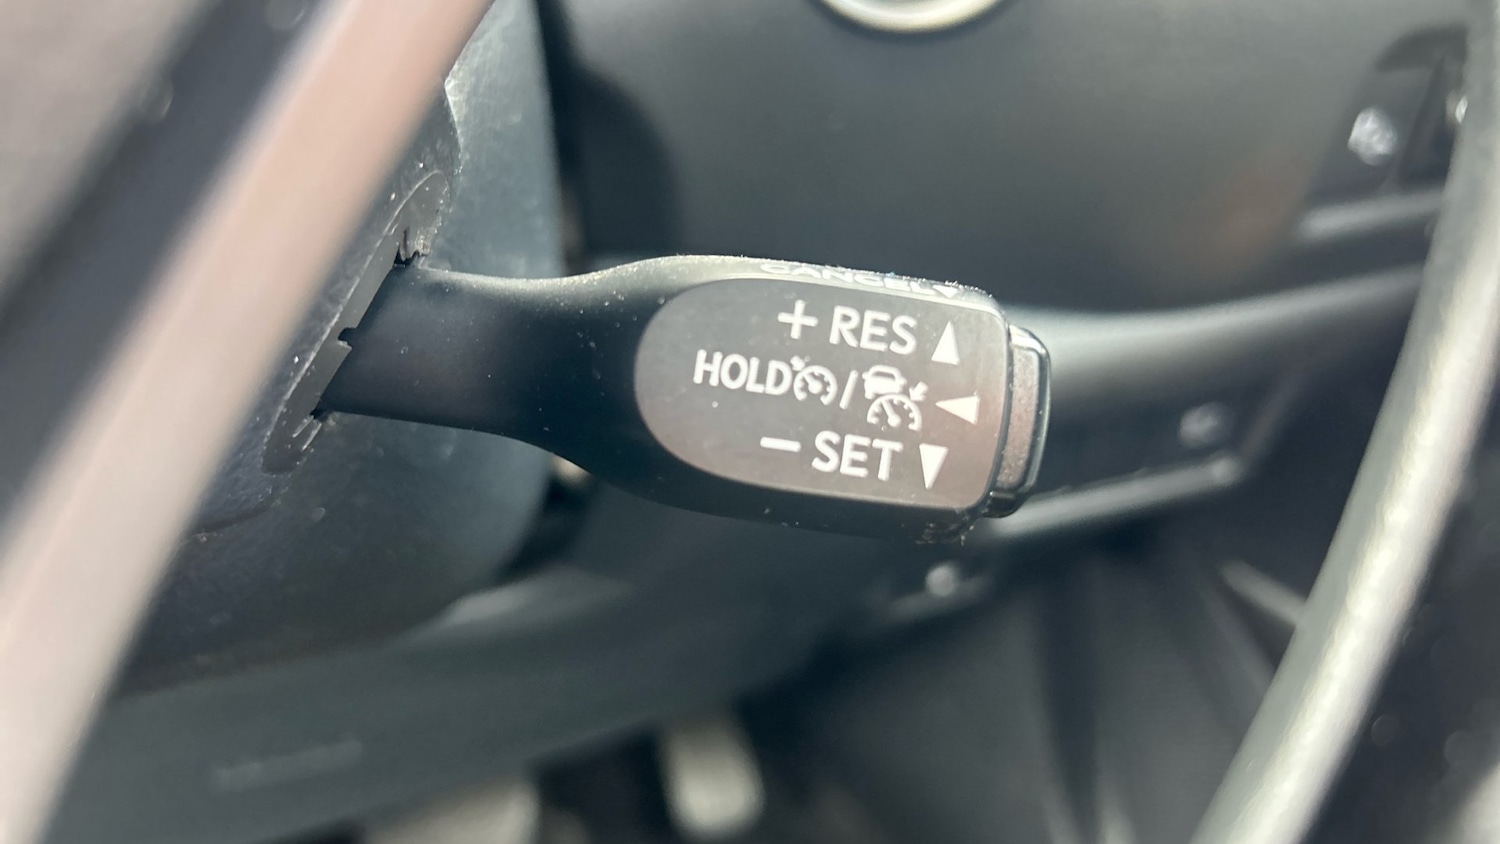 CANCEL
+ RES
HOLD /
− SET